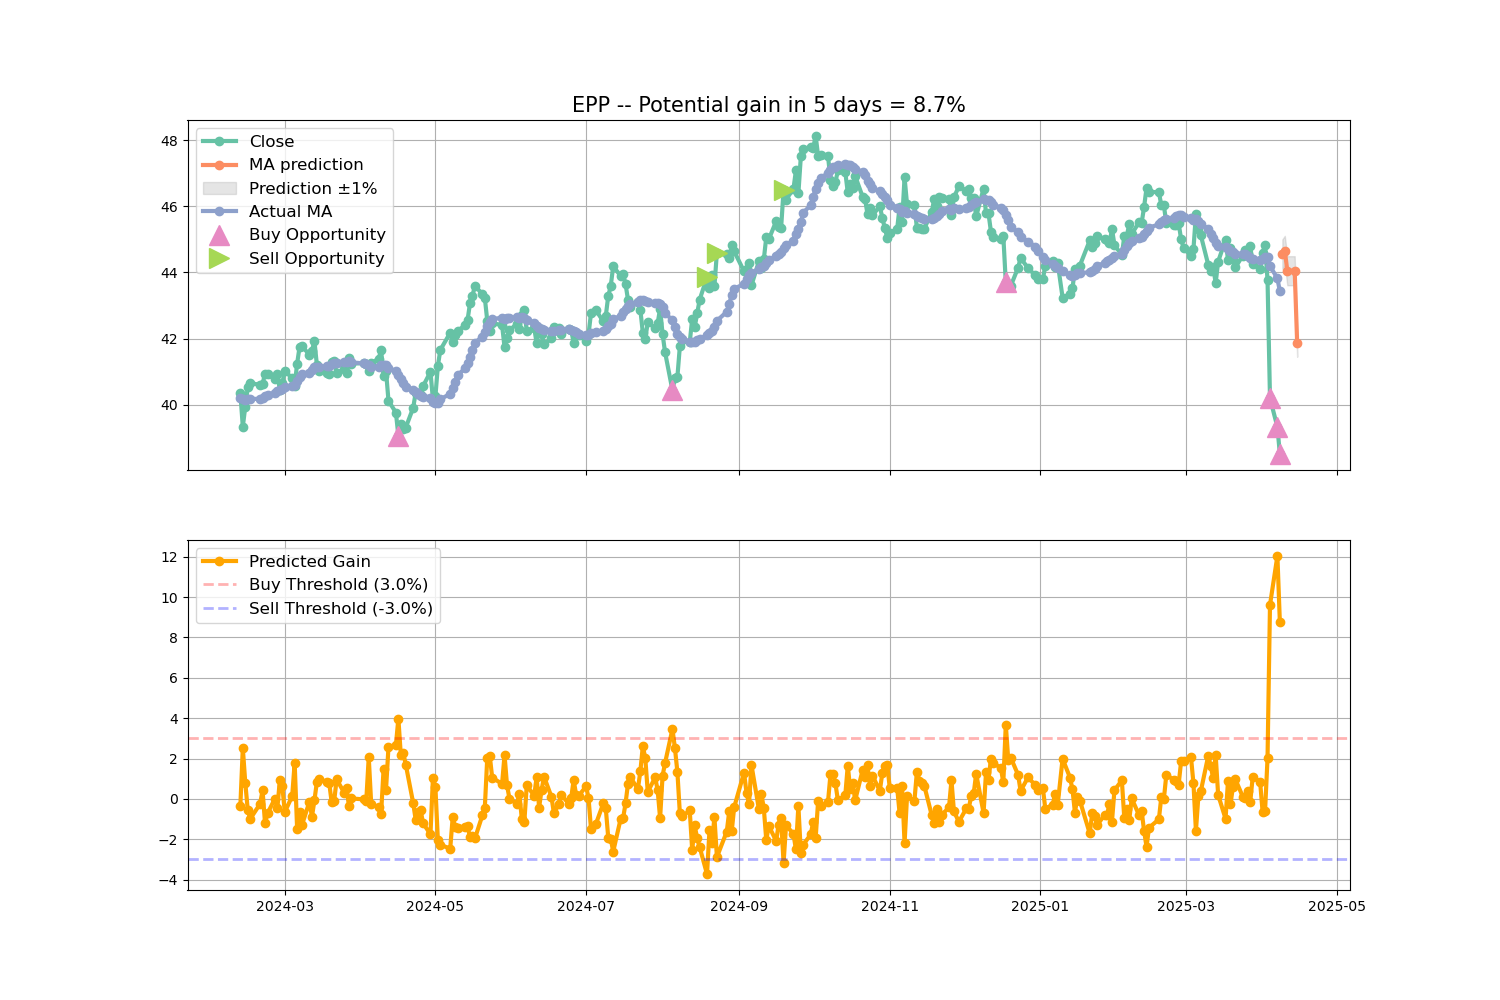 EPP -- Potential gain in 5 days = 8.7%
48
46
44
42
40
Close
MA prediction
Prediction ±1%
Actual MA
Buy Opportunity
Sell Opportunity
12
10
8
6
4
2
0
−2
−4
Predicted Gain
Buy Threshold (3.0%)
Sell Threshold (-3.0%)
2024-03
2024-05
2024-07
2024-09
2024-11
2025-01
2025-03
2025-05